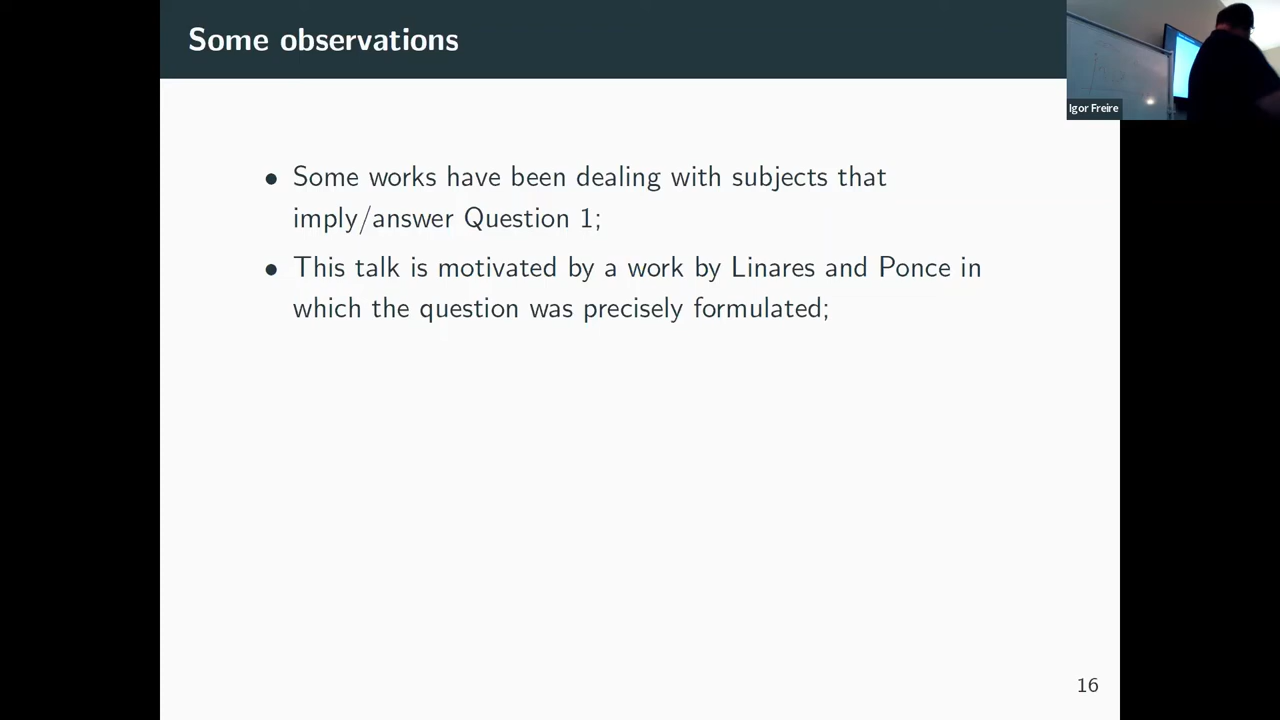 Some observations
Igor Freire
• Some works have been dealing with subjects that
imply/answer Question 1;
• This talk is motivated by a work by Linares and Ponce in
which the question was precisely formulated;
16